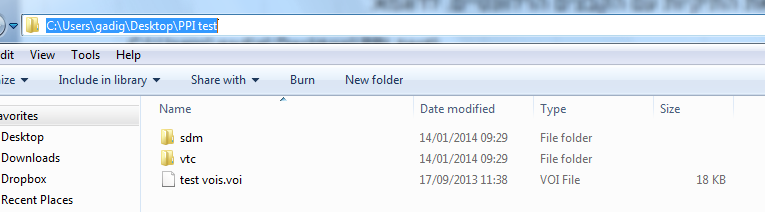 C:\Users\gadig\Desktop\PPI test
dit View Tools Help
ize Include in library Share with Burn New folder
avorites
Desktop
Downloads
Dropbox
Recent Places
Name Date modified Type Size
sdm 14/01/2014 09:29 File folder
vtc 14/01/2014 09:29 File folder
test vois.voi 17/09/2013 11:38 VOI File 18 KB